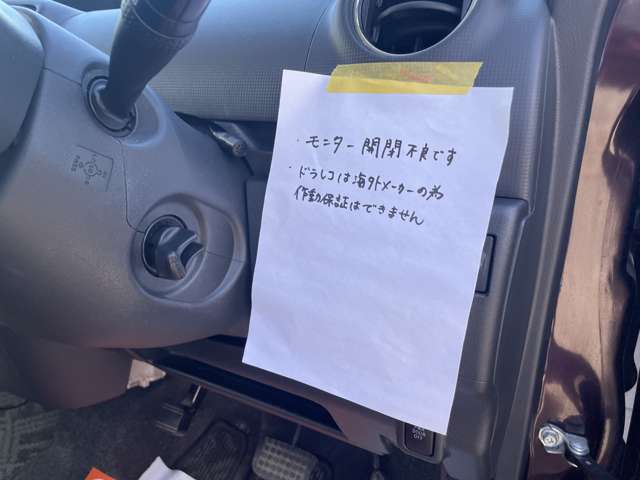 ・モニター開閉不良です
・ドラレコは海外メーカーの為
作動保証はできません